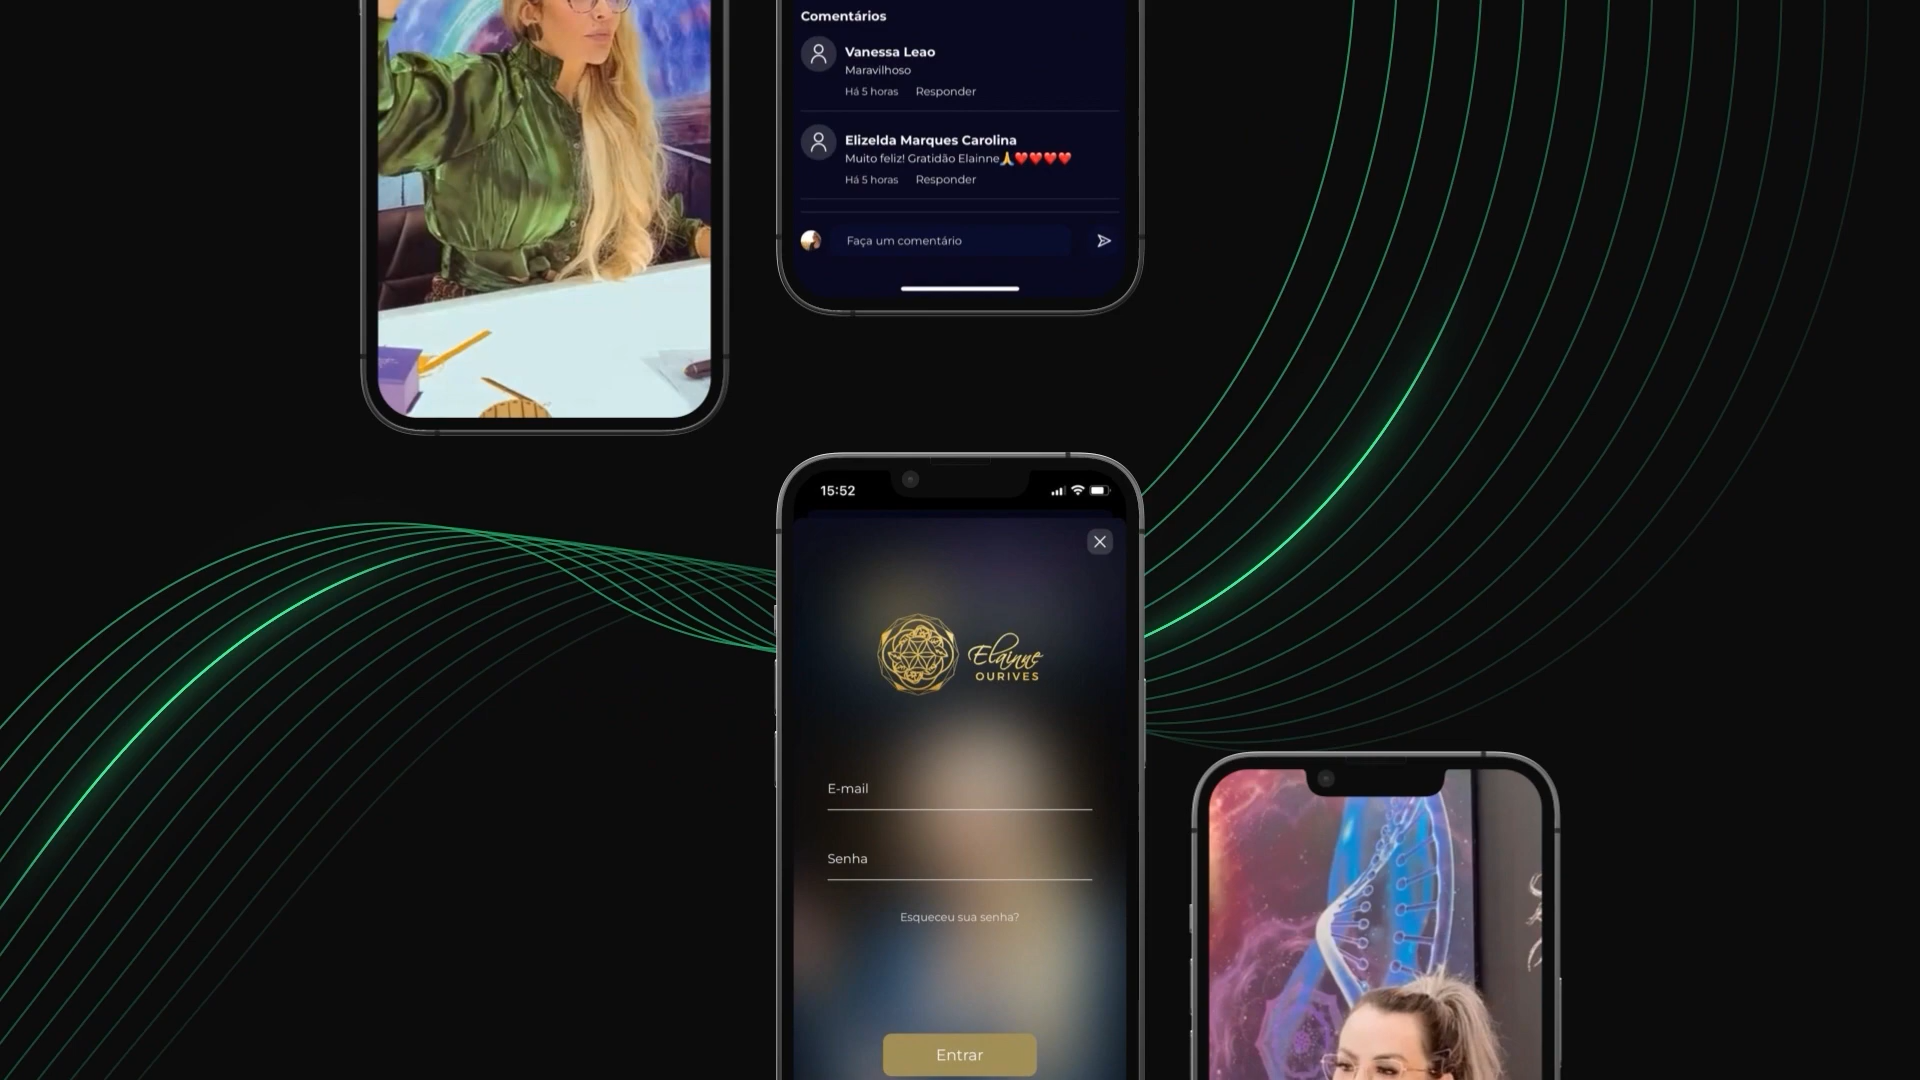 Comentários
Vanessa Leao
Maravilhoso
Há 5 horas Responder
Elizelda Marques Carolina
Muito feliz! Gratidão Elainne🙏❤️❤️❤️❤️
Há 5 horas Responder
Faça um comentário
15:52
Elainne
OURIVES
E-mail
Senha
Esqueceu sua senha?
Entrar